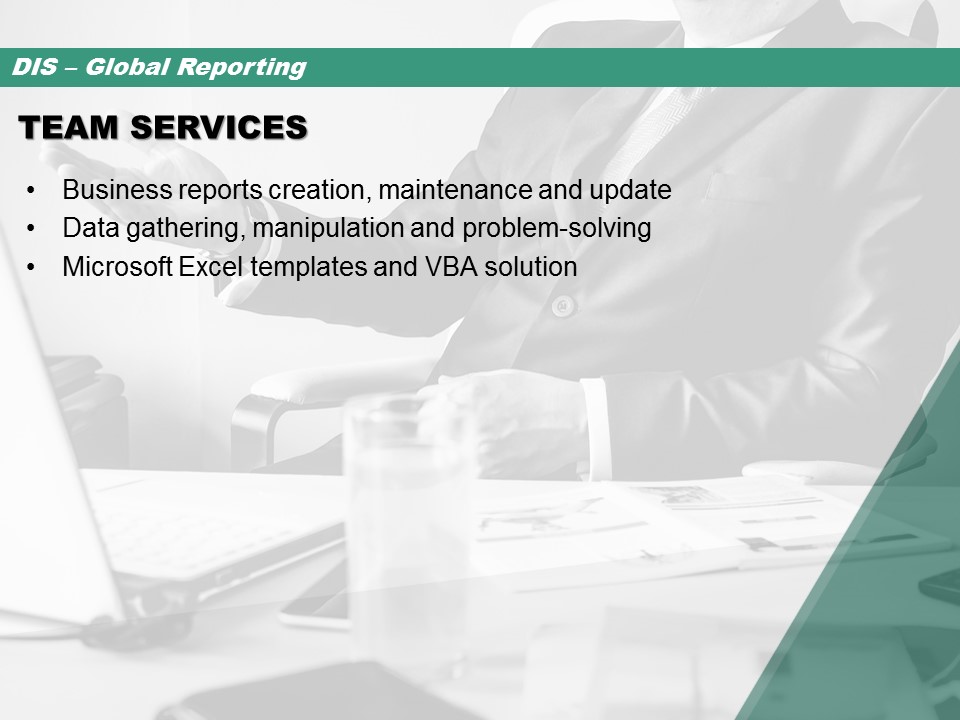 DIS – Global Reporting
TEAM SERVICES
• Business reports creation, maintenance and update
• Data gathering, manipulation and problem-solving
• Microsoft Excel templates and VBA solution